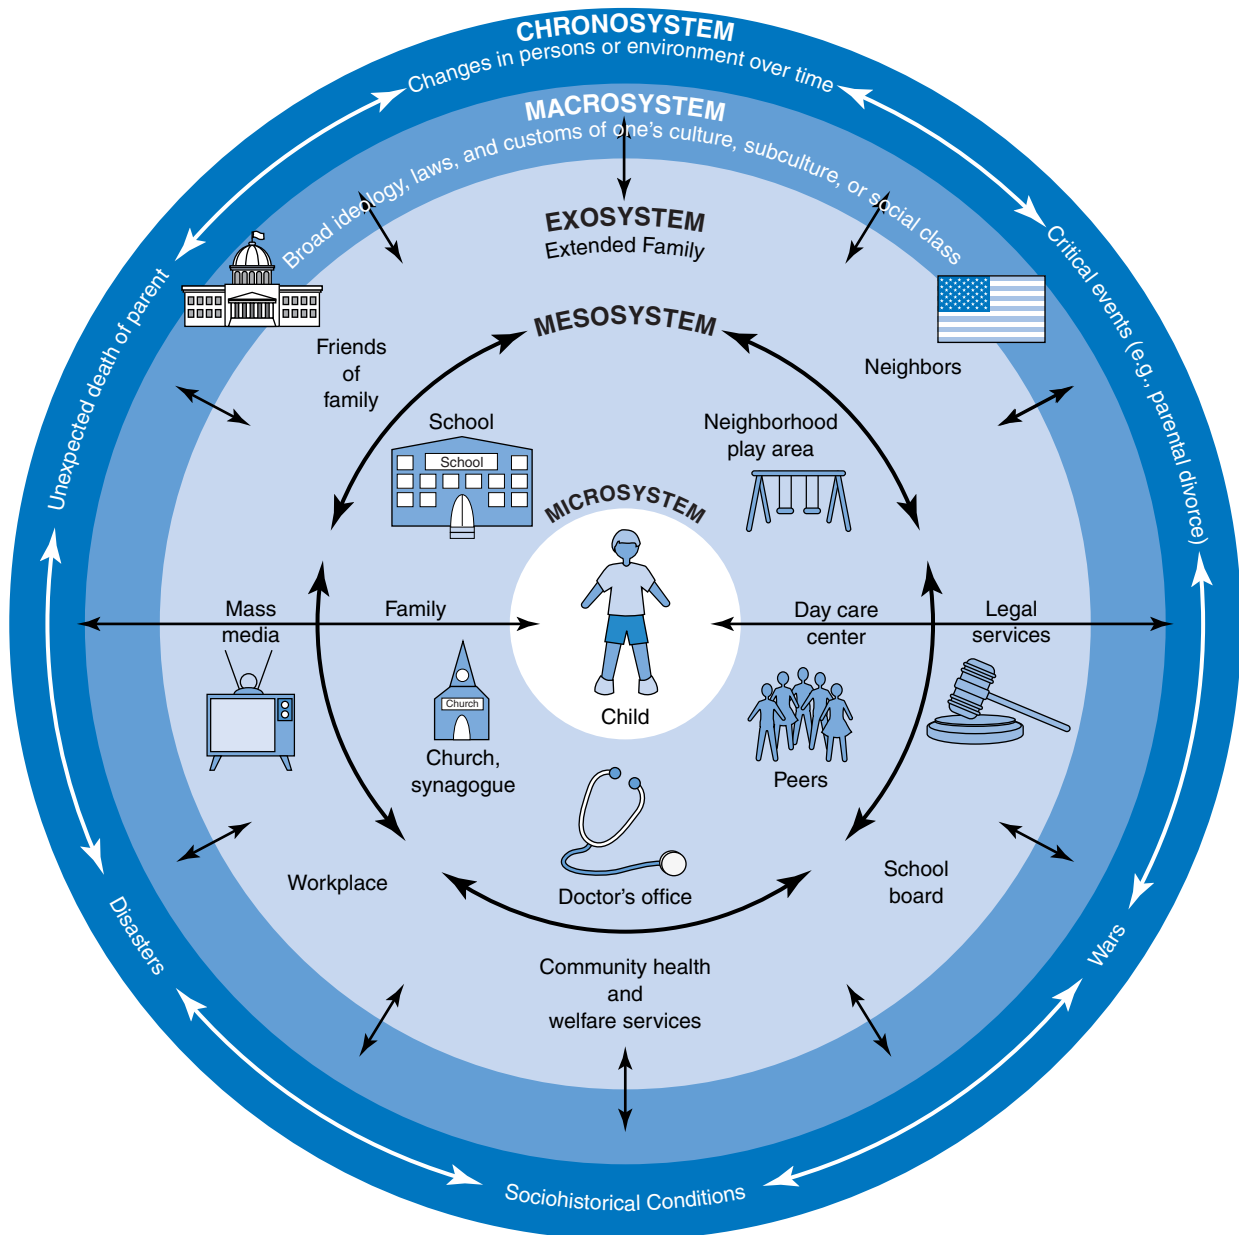 CHRONOSYSTEM
Changes in persons or environment over time
MACROSYSTEM
Broad ideology, laws, and customs of one's culture, subculture, or social class
EXOSYSTEM
Extended Family
MESOSYSTEM
Unexpected death of parent
Critical events (e.g., parental divorce)
Friends
of
family
Neighbors
School
School
Neighborhood
play area
MICROSYSTEM
Mass
media
Family
Day care
center
Legal
services
Church
Church,
synagogue
Child
Peers
Doctor's office
Workplace
School
board
Community health
and
welfare services
Disasters
Wars
Sociohistorical Conditions